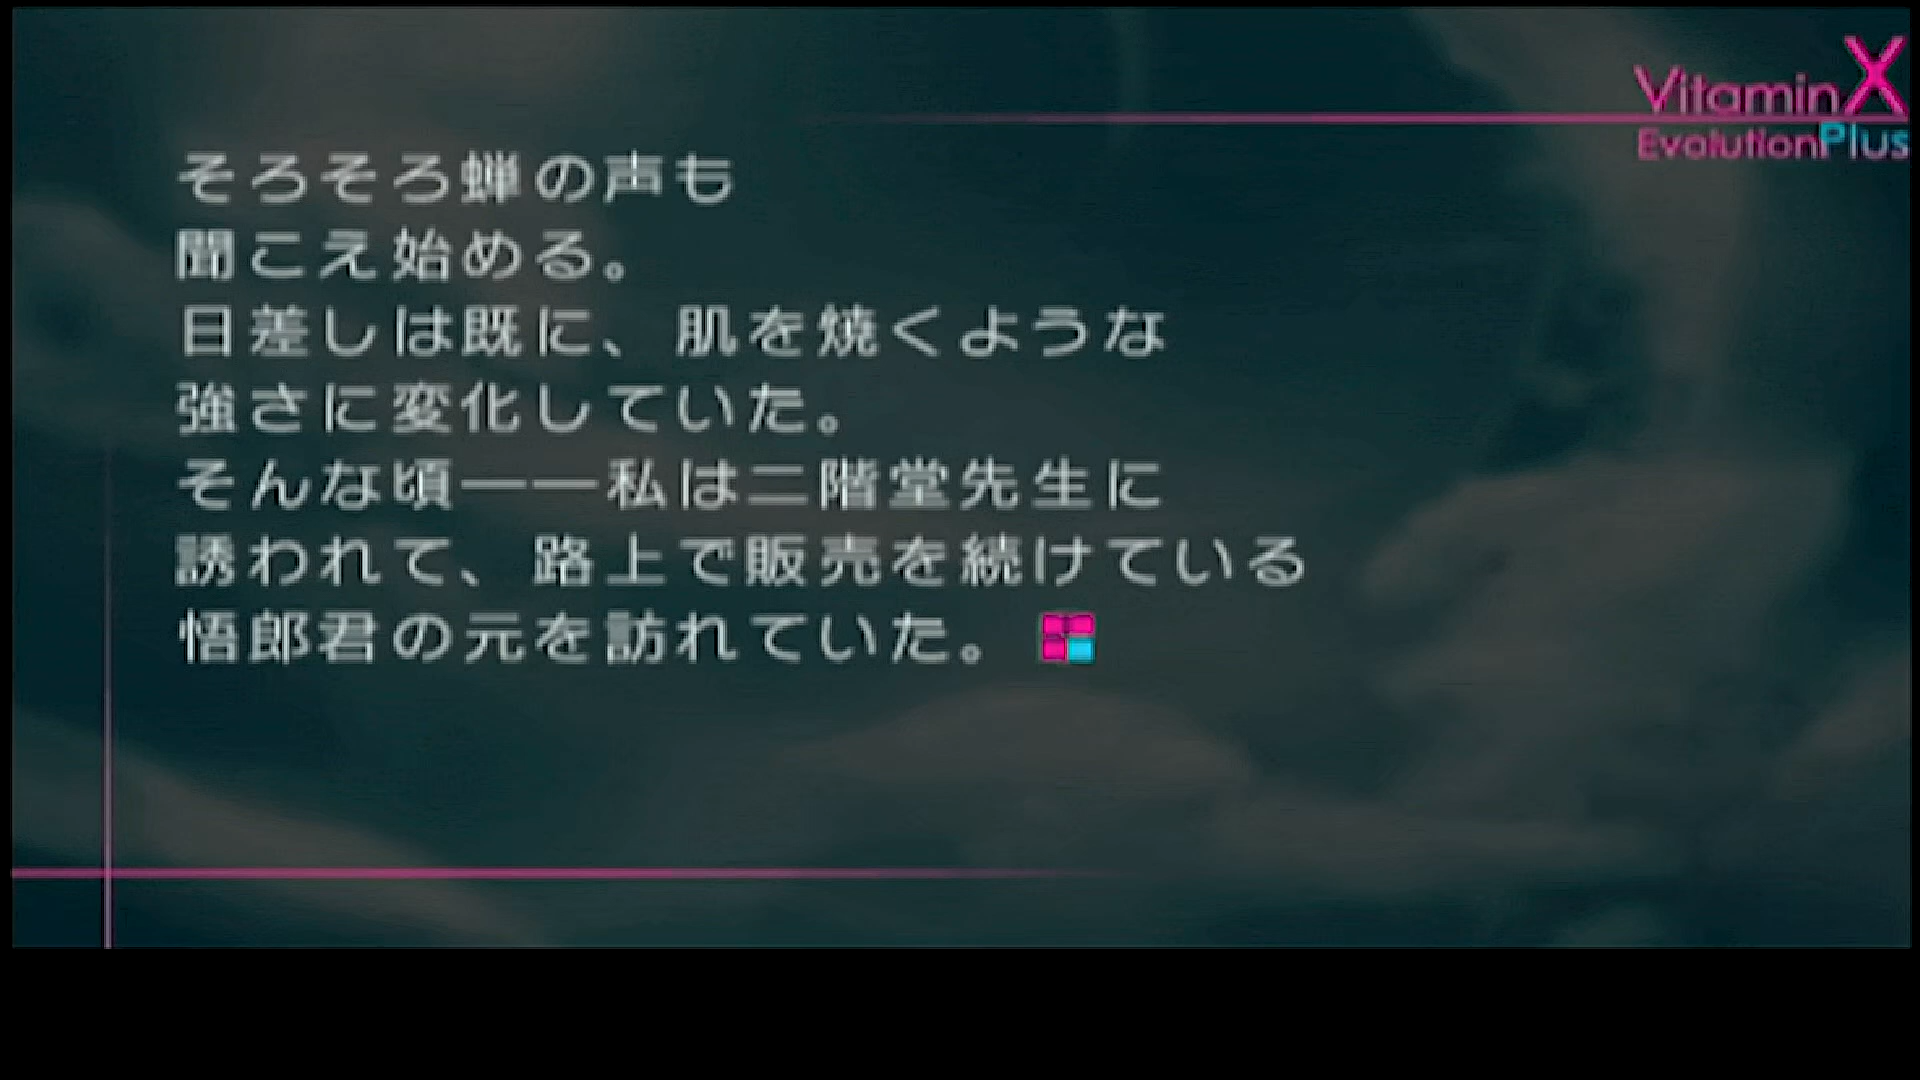 VitaminX
EvolutionPlus
そろそろ蝉の声も
聞こえ始める。
日差しは既に、肌を焼くような
強さに変化していた。
そんな頃――私は二階堂先生に
誘われて、路上で販売を続けている
悟郎君の元を訪れていた。